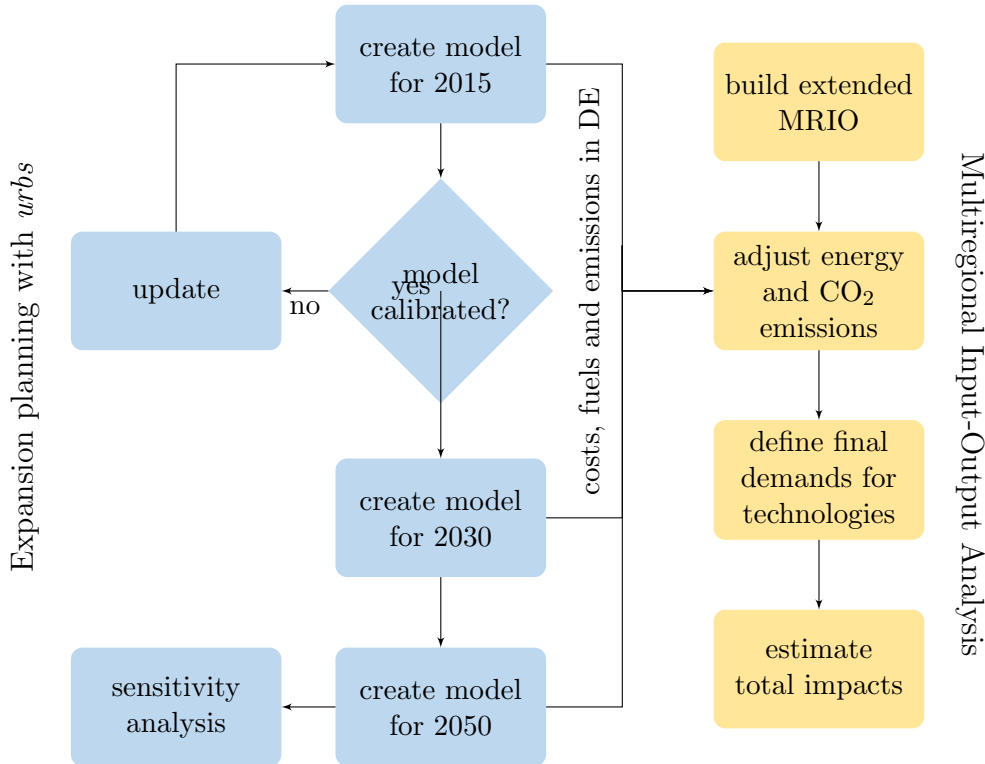 Expansion planning with urbs
create model
for 2015
update
no
yes
model
calibrated?
create model
for 2030
sensitivity
analysis
create model
for 2050
costs, fuels and emissions in DE
build extended
MRIO
adjust energy
and CO₂
emissions
define final
demands for
technologies
estimate
total impacts
Multiregional Input-Output Analysis